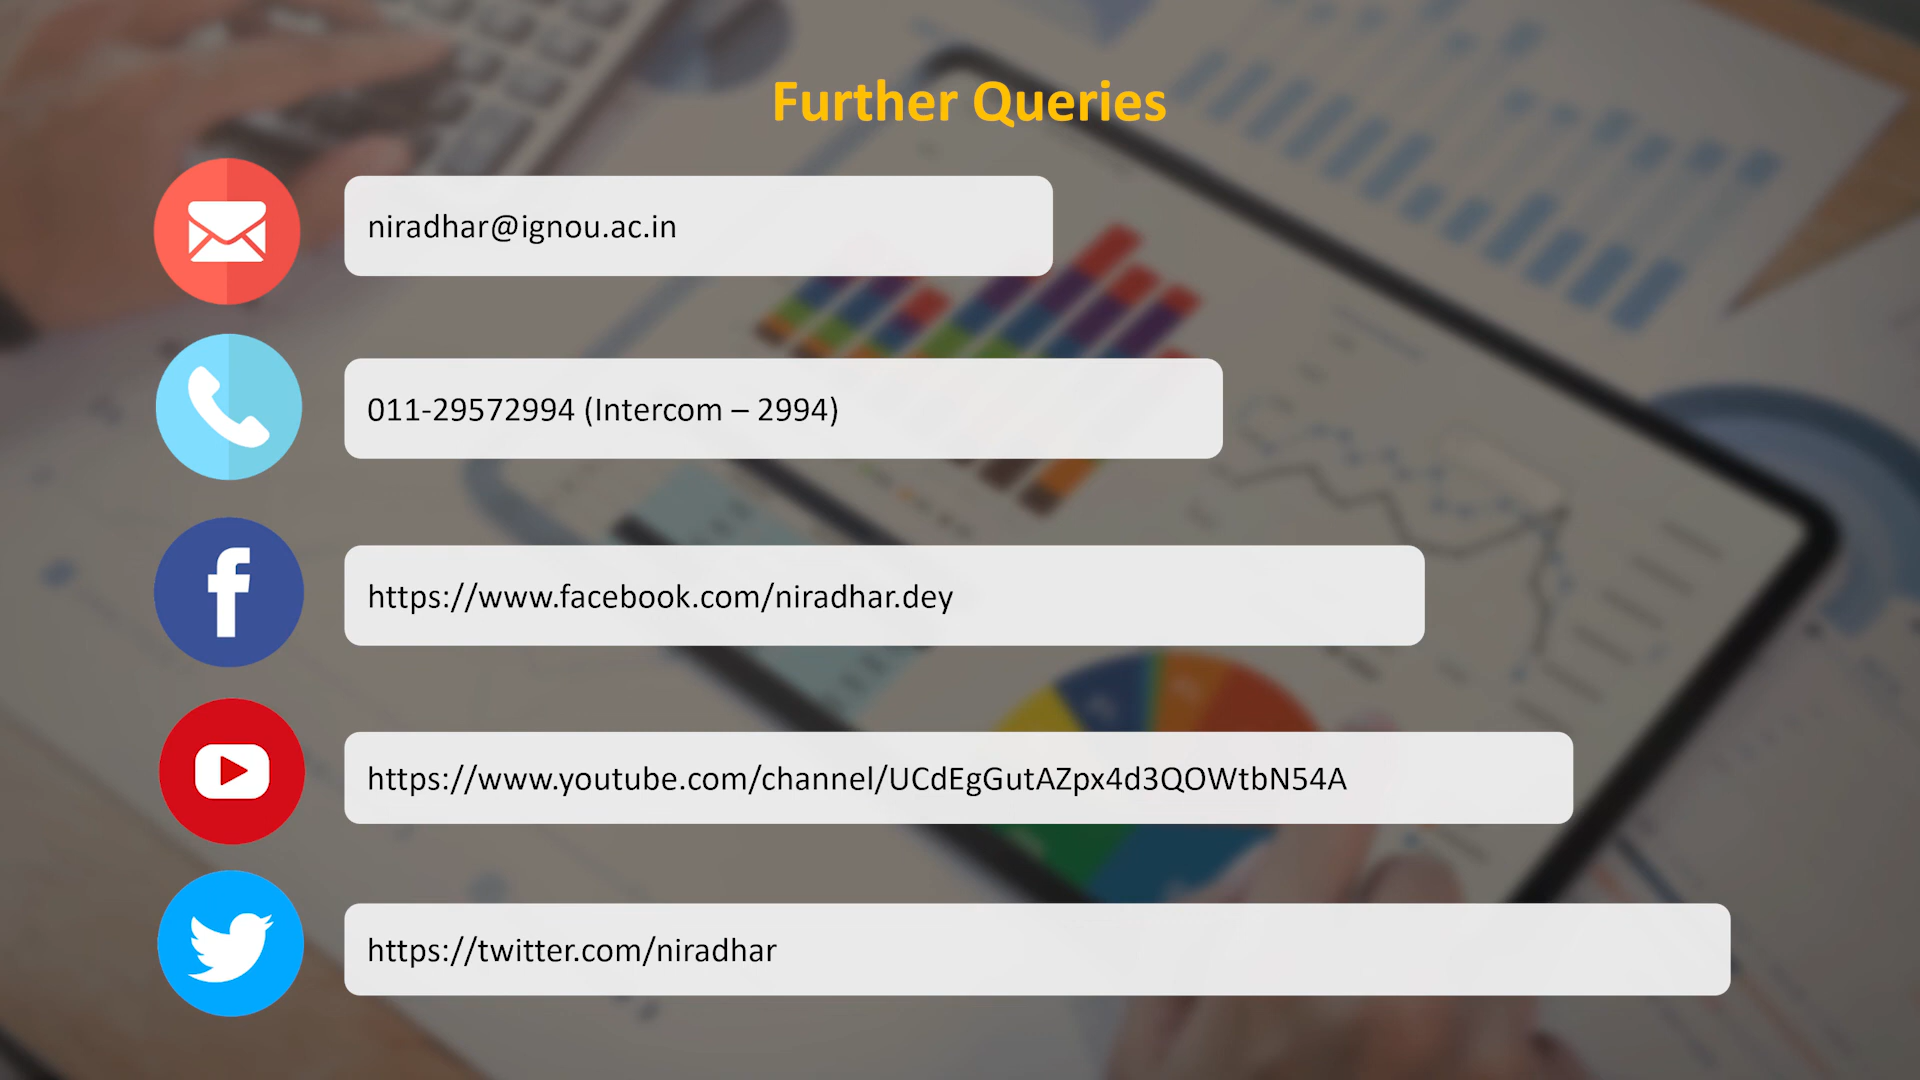 Further Queries
niradhar@ignou.ac.in
011-29572994 (Intercom – 2994)
https://www.facebook.com/niradhar.dey
https://www.youtube.com/channel/UCdEgGutAZpx4d3QOWtbN54A
https://twitter.com/niradhar